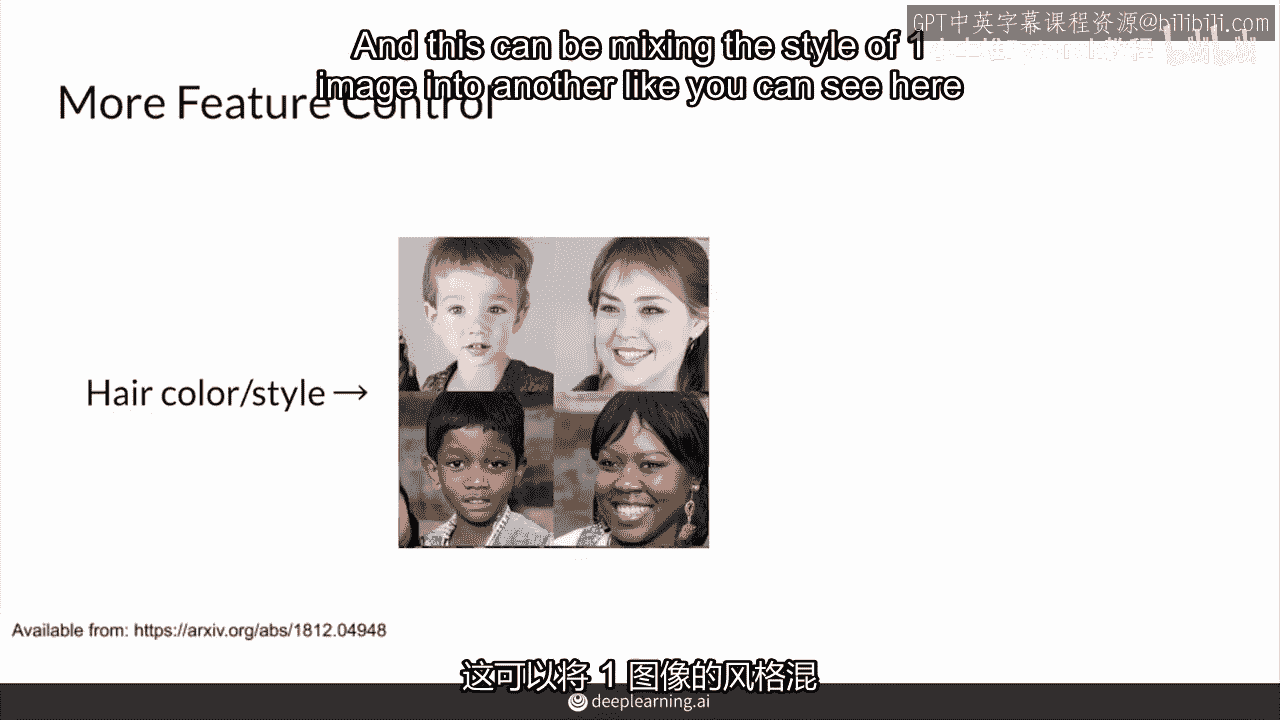 GPT中英字幕课程资源@bilibili.com
And this can be mixing the style of 1
image into another like you can see here
More Feature Control
Hair color/style →
Available from: https://arxiv.org/abs/1812.04948
这可以将 1 图像的风格混
deeplearning.ai